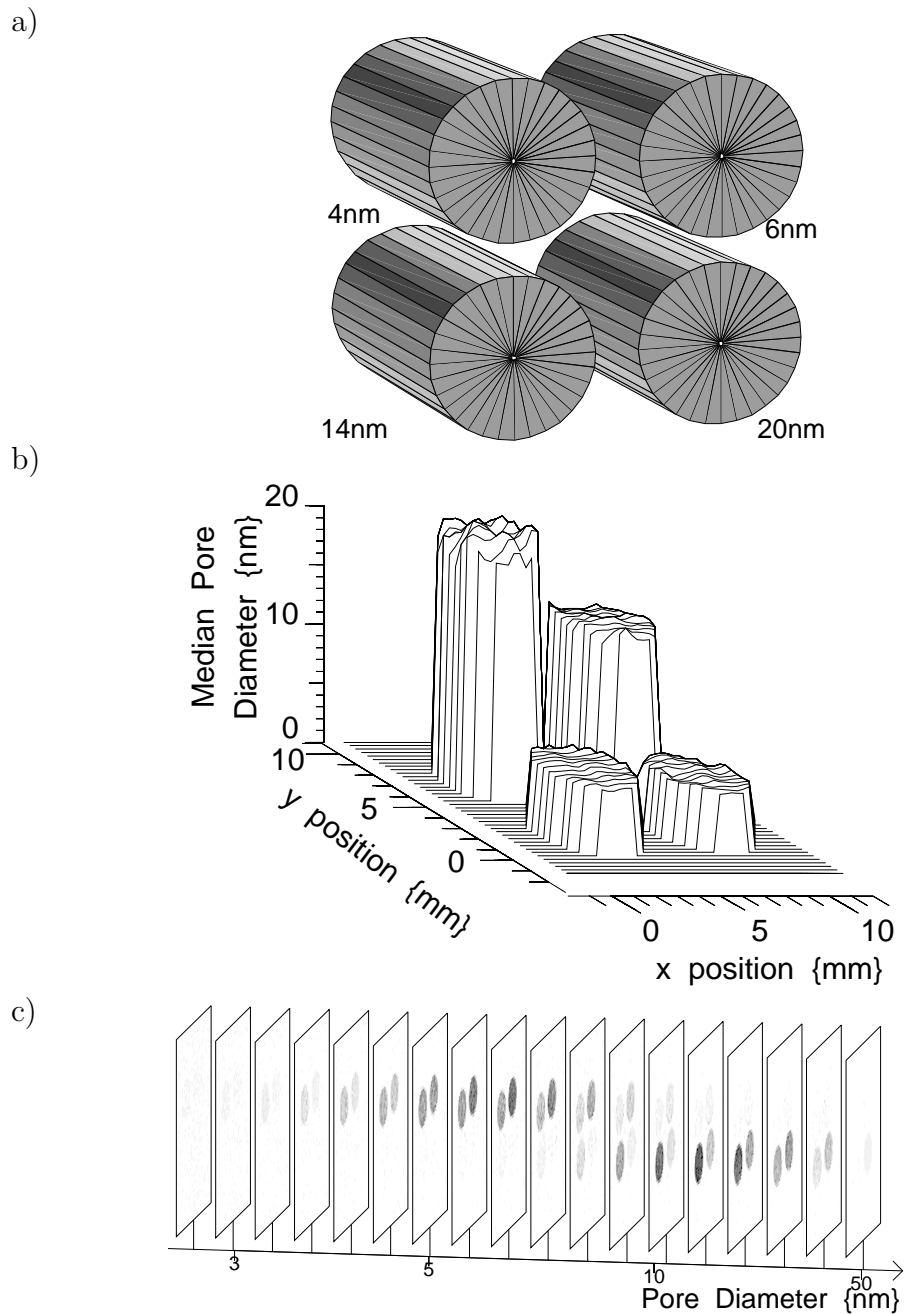 a)
4nm
6nm
14nm
20nm
b)
20
10
0
Median Pore
Diameter {nm}
10
5
0
y position {mm}
0
5
10
x position {mm}
c)
3
5
10
50
Pore Diameter {nm}